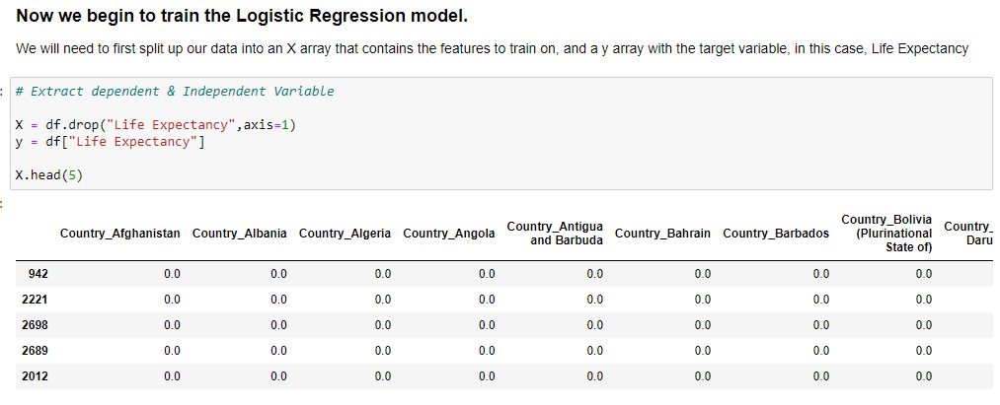 Now we begin to train the Logistic Regression model.
We will need to first split up our data into an X array that contains the features to train on, and a y array with the target variable, in this case, Life Expectancy
:
# Extract dependent & Independent Variable
X = df.drop("Life Expectancy",axis=1)
y = df["Life Expectancy"]
X.head(5)
:
Country_Afghanistan Country_Albania Country_Algeria Country_Angola Country_Antigua and Barbuda Country_Bahrain Country_Barbados Country_Bolivia (Plurinational State of) Country_ Daru
942 0.0 0.0 0.0 0.0 0.0 0.0 0.0 0.0
2221 0.0 0.0 0.0 0.0 0.0 0.0 0.0 0.0
2698 0.0 0.0 0.0 0.0 0.0 0.0 0.0 0.0
2689 0.0 0.0 0.0 0.0 0.0 0.0 0.0 0.0
2012 0.0 0.0 0.0 0.0 0.0 0.0 0.0 0.0